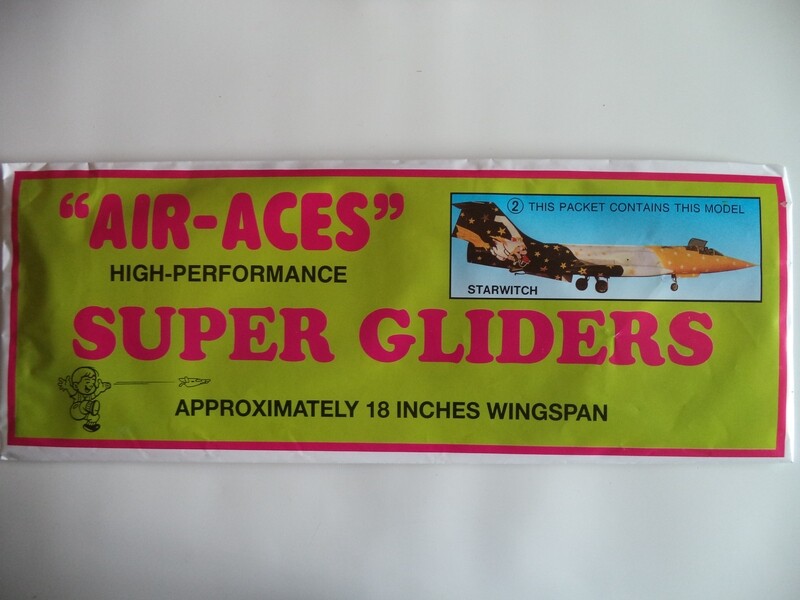 "AIR-ACES"
HIGH-PERFORMANCE
② THIS PACKET CONTAINS THIS MODEL
STARWITCH
SUPER GLIDERS
APPROXIMATELY 18 INCHES WINGSPAN